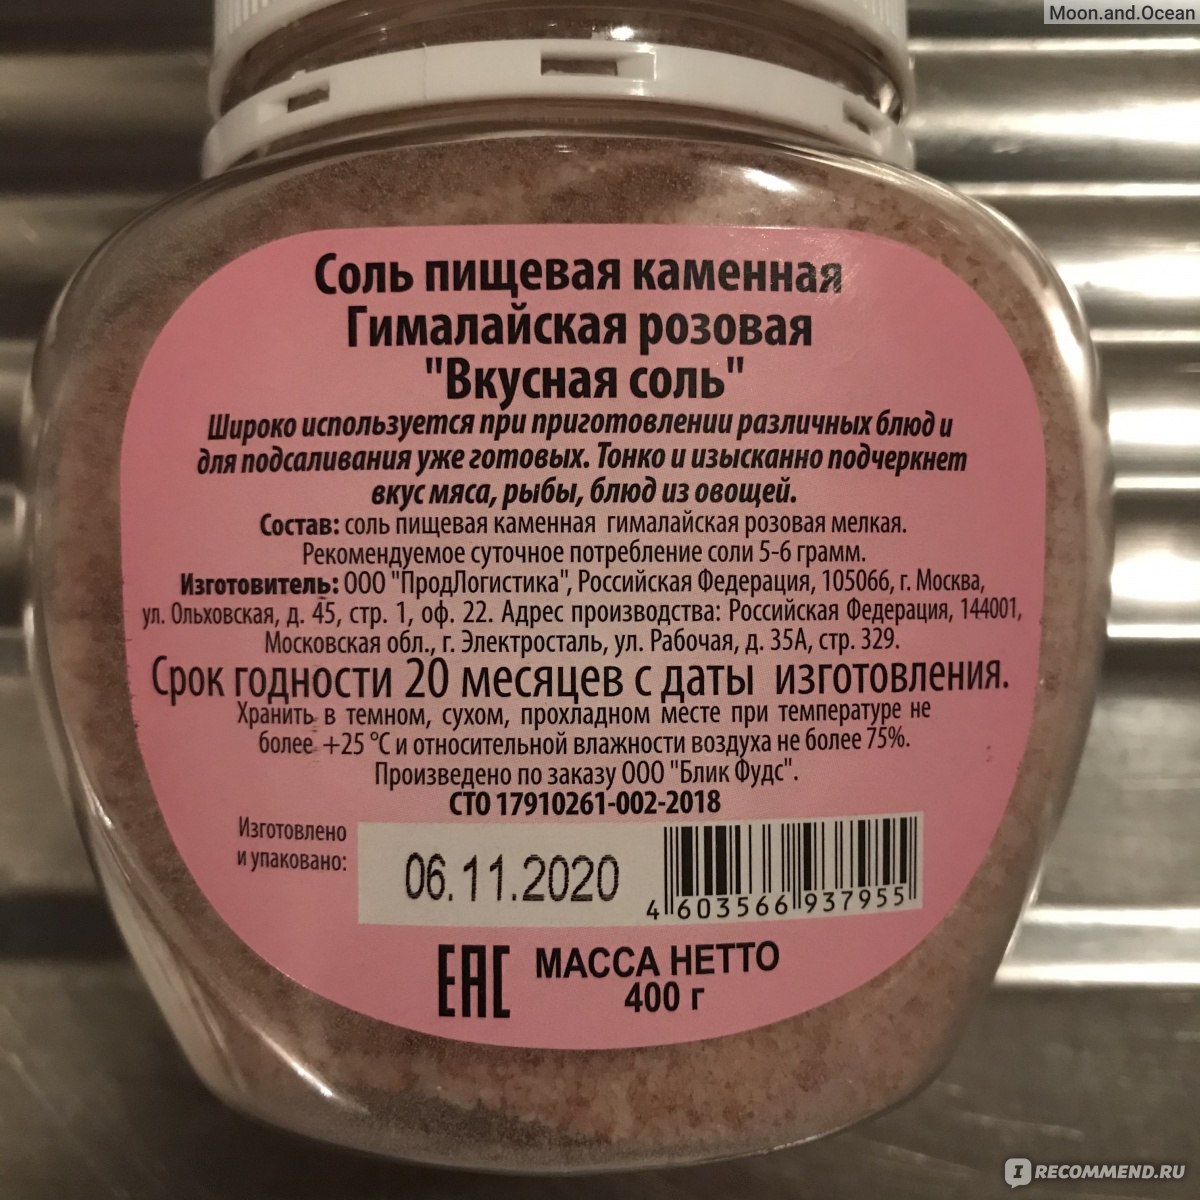 Moon.and.Ocean
Соль пищевая каменная
Гималайская розовая
"Вкусная соль"
Широко используется при приготовлении различных блюд и
для подсаливания уже готовых. Тонко и изысканно подчеркнет
вкус мяса, рыбы, блюд из овощей.
Состав: соль пищевая каменная гималайская розовая мелкая.
Рекомендуемое суточное потребление соли 5-6 грамм.
Изготовитель: ООО "ПродЛогистика", Российская Федерация, 105066, г. Москва,
ул. Ольховская, д. 45, стр. 1, оф. 22. Адрес производства: Российская Федерация, 144001,
Московская обл., г. Электросталь, ул. Рабочая, д. 35А, стр. 329.
Срок годности 20 месяцев с даты изготовления.
Хранить в темном, сухом, прохладном месте при температуре не
более +25 °С и относительной влажности воздуха не более 75%.
Произведено по заказу ООО "Блик Фудс".
СТО 17910261-002-2018
Изготовлено
и упаковано:
06.11.2020
4 603566 937955
ЕАС
МАССА НЕТТО
400 г
I RECOMMEND.RU